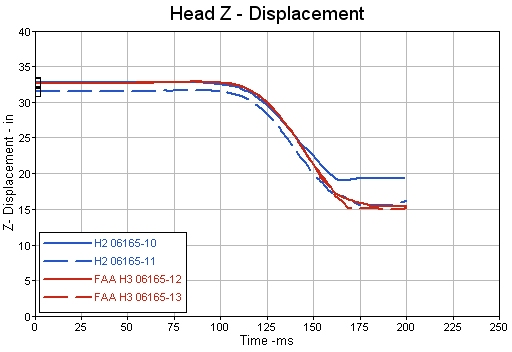 Head Z - Displacement
40
35
30
25
20
15
10
5
0
Z- Displacement - in
H2 06165-10
H2 06165-11
FAA H3 06165-12
FAA H3 06165-13
0 25 50 75 100 125 150 175 200 225 250
Time -ms